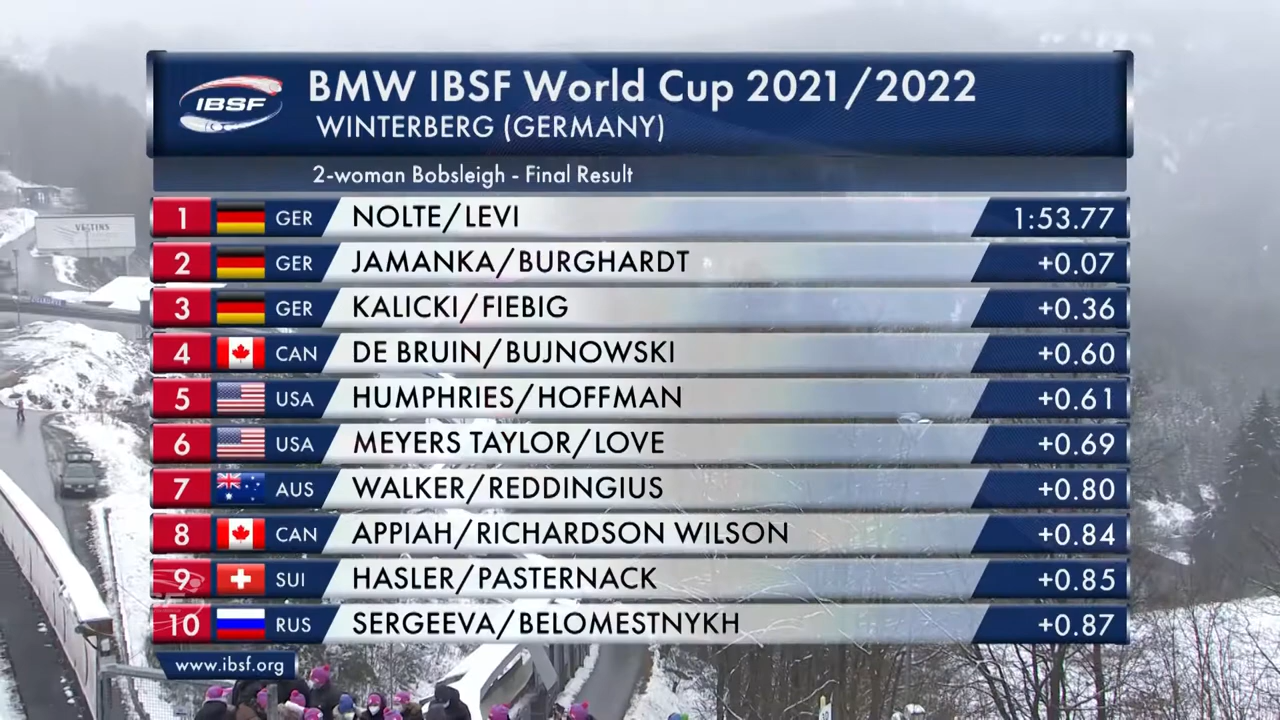 IBSF
BMW IBSF World Cup 2021/2022
WINTERBERG (GERMANY)
2-woman Bobsleigh - Final Result
1 GER NOLTE/LEVI 1:53.77
2 GER JAMANKA/BURGHARDT +0.07
3 GER KALICKI/FIEBIG +0.36
4 CAN DE BRUIN/BUJNOWSKI +0.60
5 USA HUMPHRIES/HOFFMAN +0.61
6 USA MEYERS TAYLOR/LOVE +0.69
7 AUS WALKER/REDDINGIUS +0.80
8 CAN APPIAH/RICHARDSON WILSON +0.84
9 SUI HASLER/PASTERNACK +0.85
10 RUS SERGEEVA/BELOMESTNYKH +0.87
www.ibsf.org